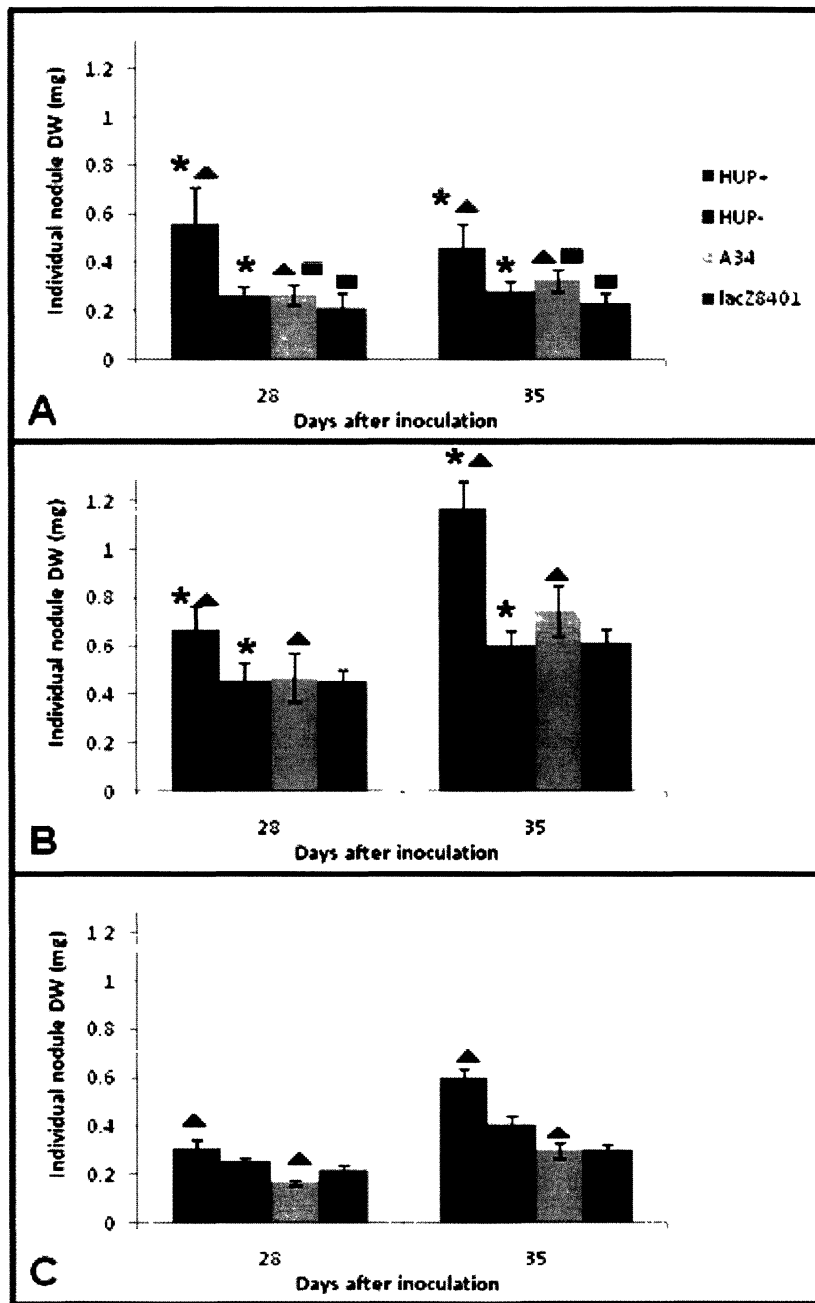 Individual nodule DW (mg)
1.2
1
0.8
0.6
0.4
0.2
0
* * * *
HUP+
HUP-
A34
lacZ8401
28 35
Days after inoculation
A
Individual nodule DW (mg)
1.2
1
0.8
0.6
0.4
0.2
0
* * * *
28 35
Days after inoculation
B
Individual nodule DW (mg)
1 2
1
0.8
0.6
0.4
0.2
0
28 35
Days after inoculation
C